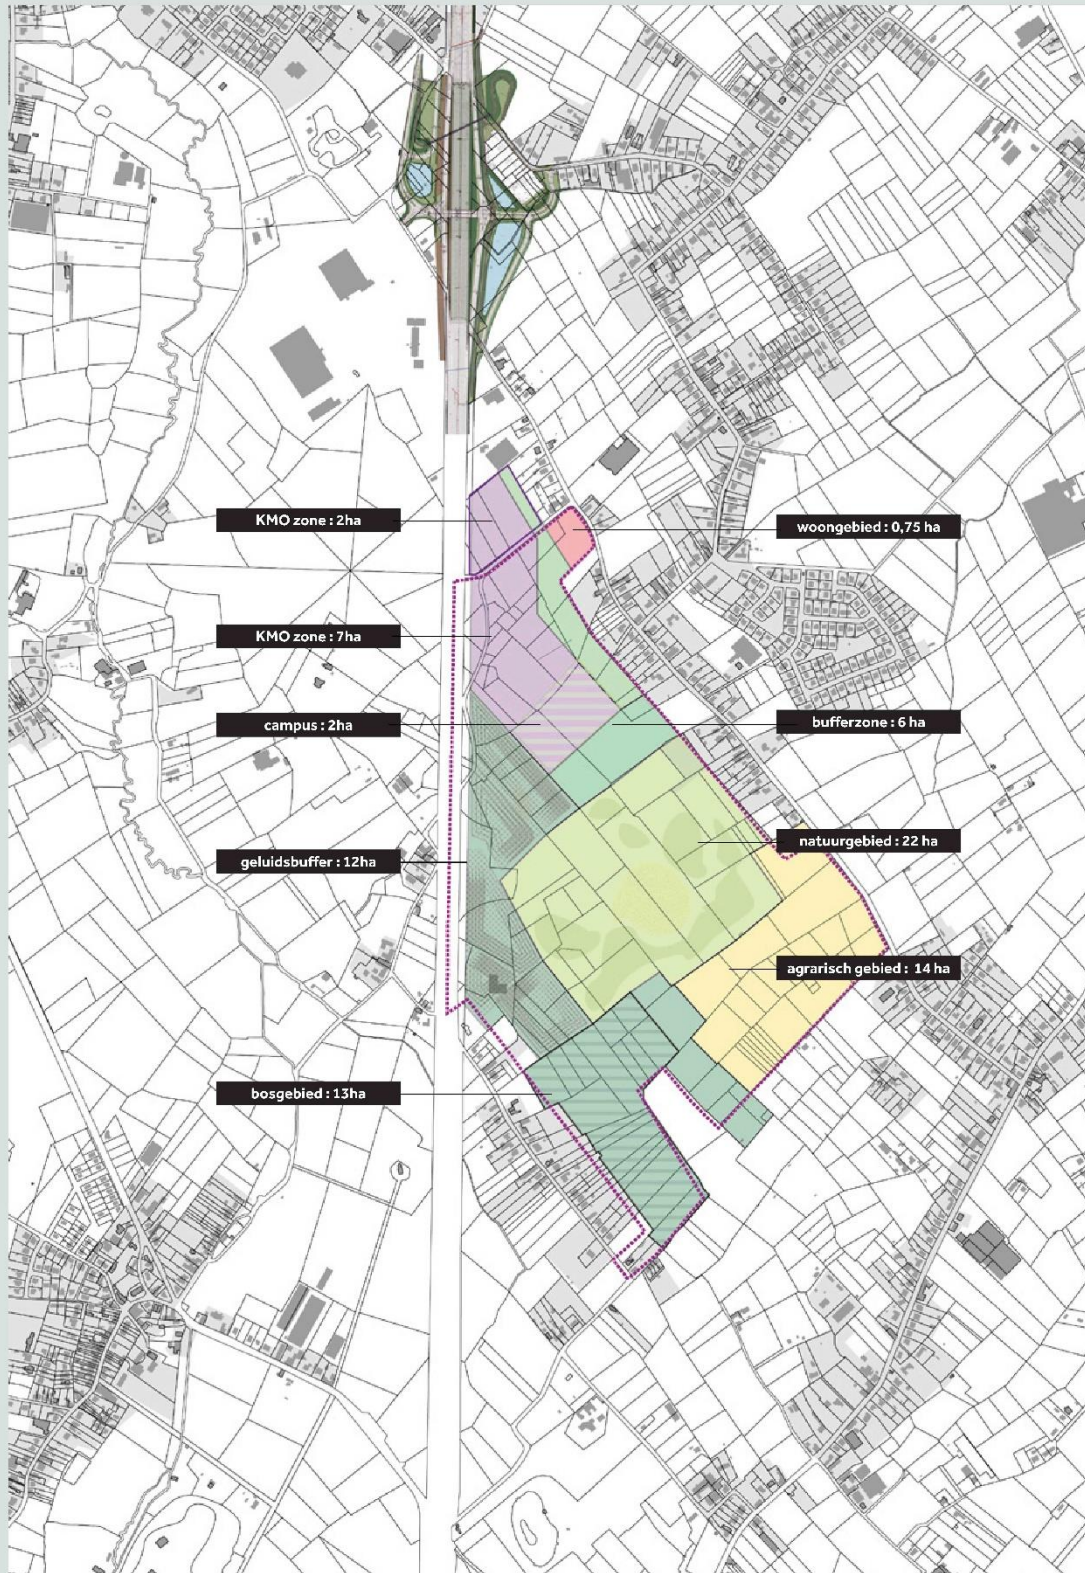 KMO zone : 2ha
woongebied : 0,75 ha
KMO zone : 7ha
campus : 2ha
bufferzone : 6 ha
natuurgebied : 22 ha
geluidsbuffer : 12ha
agrarisch gebied : 14 ha
bosgebied : 13ha